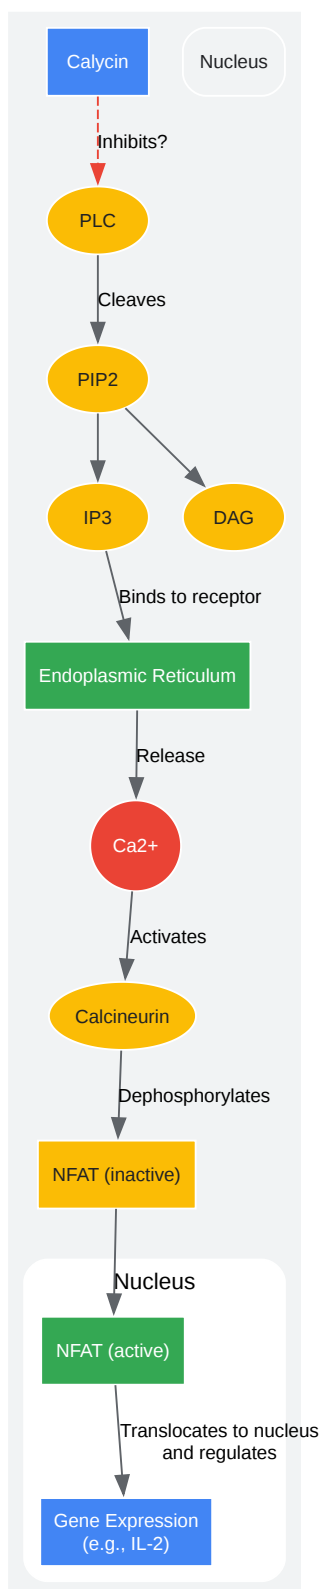 Calycin
Nucleus
Inhibits?
PLC
Cleaves
PIP2
IP3
DAG
Binds to receptor
Endoplasmic Reticulum
Release
Ca2+
Activates
Calcineurin
Dephosphorylates
NFAT (inactive)
Nucleus
NFAT (active)
Translocates to nucleus
and regulates
Gene Expression
(e.g., IL-2)